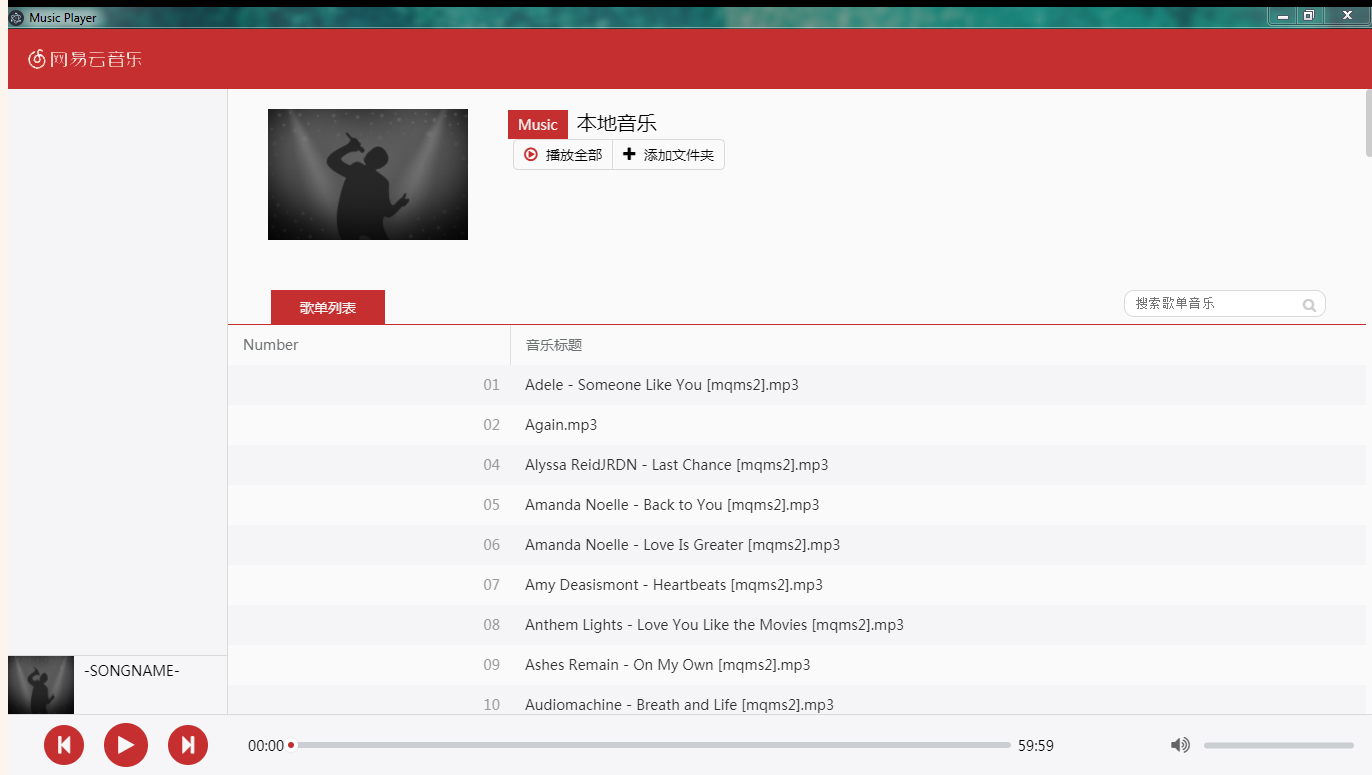 Music Player
网易云音乐
Music 本地音乐
播放全部 添加文件夹
歌单列表 搜索歌单音乐
Number 音乐标题
01 Adele - Someone Like You [mqms2].mp3
02 Again.mp3
04 Alyssa ReidJRDN - Last Chance [mqms2].mp3
05 Amanda Noelle - Back to You [mqms2].mp3
06 Amanda Noelle - Love Is Greater [mqms2].mp3
07 Amy Deasismont - Heartbeats [mqms2].mp3
08 Anthem Lights - Love You Like the Movies [mqms2].mp3
09 Ashes Remain - On My Own [mqms2].mp3
10 Audiomachine - Breath and Life [mqms2].mp3
-SONGNAME-
00:00 59:59